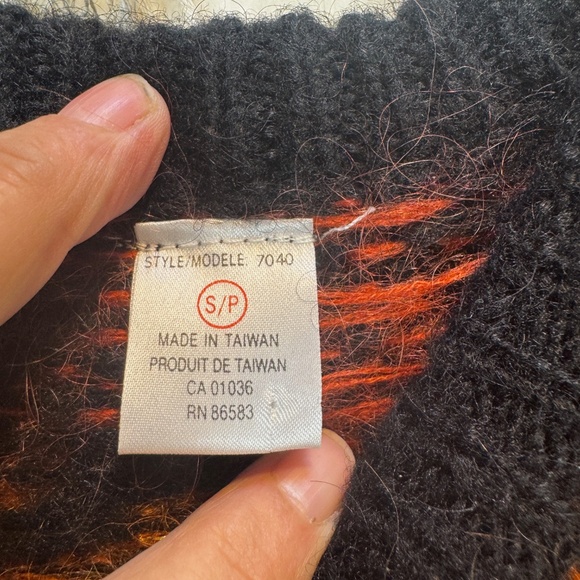 STYLE/MODELE: 7040
S/P
MADE IN TAIWAN
PRODUIT DE TAIWAN
CA 01036
RN 86583